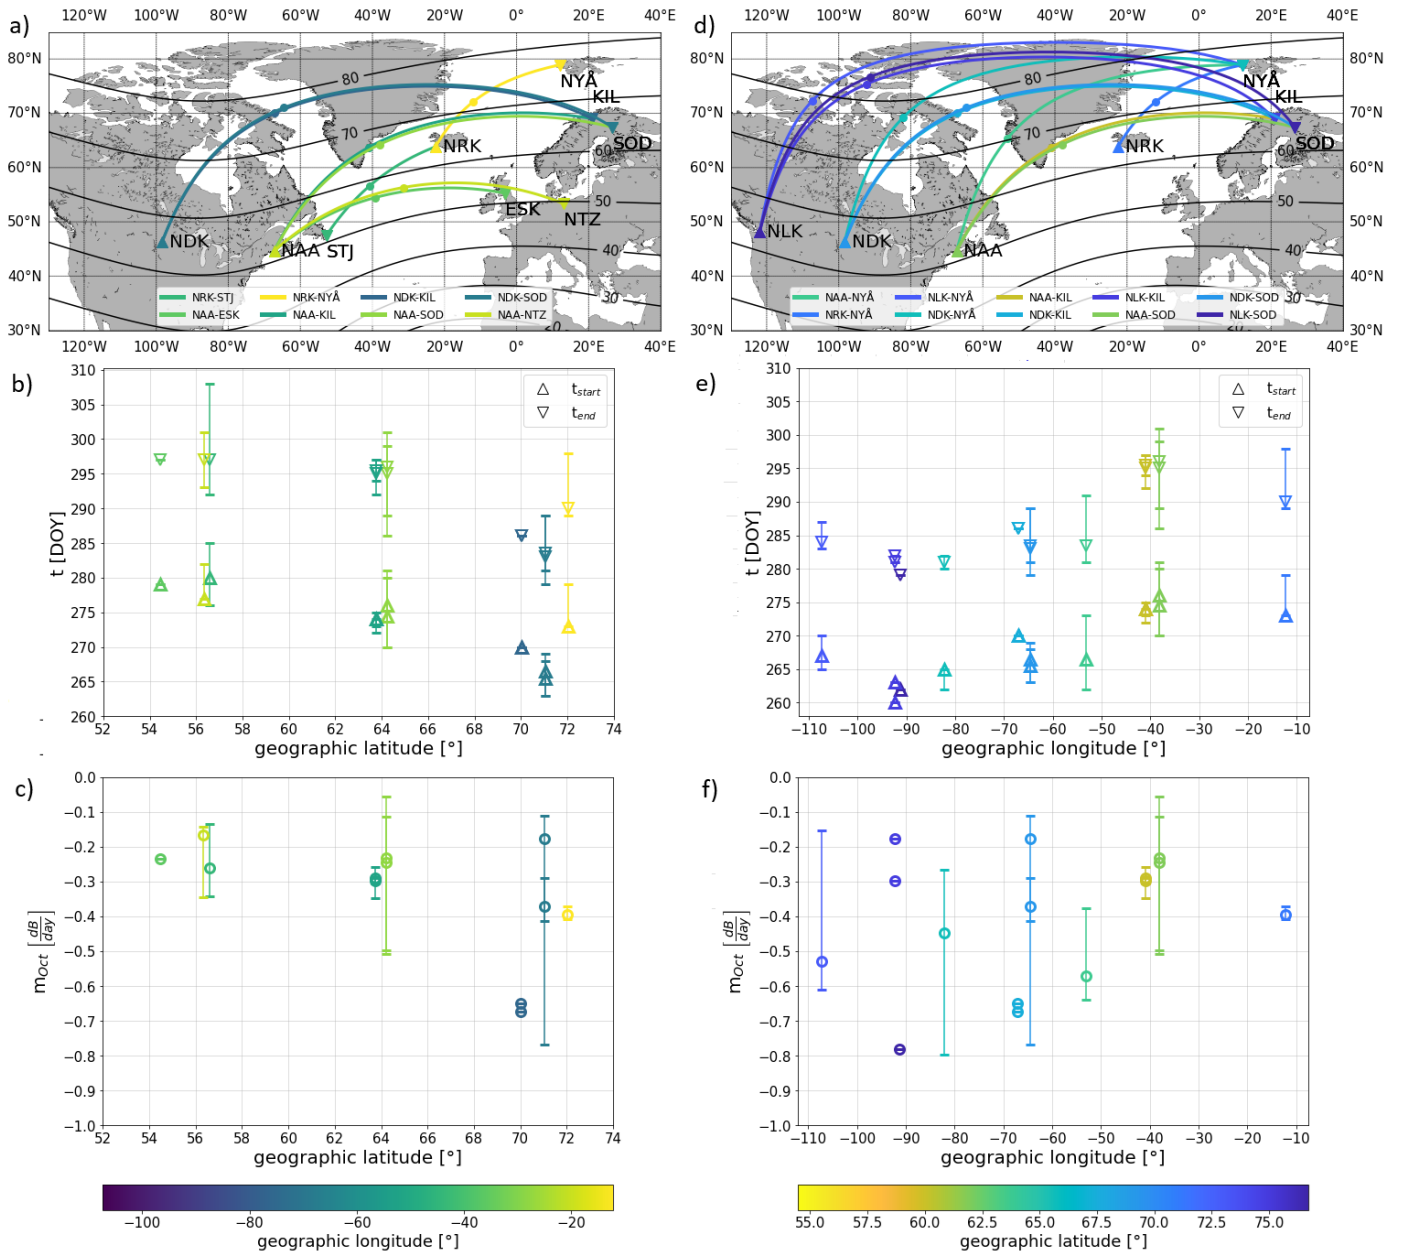 a)
120°W 100°W 80°W 60°W 40°W 20°W 0° 20°E 40°E
80°N
70°N
60°N
50°N
40°N
30°N
80
70
60
50
40
30
NYÅ
KIL
SOD
NRK
ESK
NTZ
NDK
NAA STJ
NRK-STJ NRK-NYÅ NDK-KIL NDK-SOD
NAA-ESK NAA-KIL NAA-SOD NAA-NTZ
120°W 100°W 80°W 60°W 40°W 20°W 0° 20°E 40°E
d)
120°W 100°W 80°W 60°W 40°W 20°W 0° 20°E 40°E
80°N 80°N
70°N 70°N
60°N 60°N
50°N 50°N
40°N 40°N
30°N 30°N
80
70
60
50
40
30
NYÅ
KIL
SOD
NRK
NLK
NDK
NAA
NAA-NYÅ NLK-NYÅ NAA-KIL NLK-KIL NDK-SOD
NRK-NYÅ NDK-NYÅ NDK-KIL NAA-SOD NLK-SOD
120°W 100°W 80°W 60°W 40°W 20°W 0° 20°E 40°E
b)
t [DOY]
310
305
300
295
290
285
280
275
270
265
260
tstart
tend
52 54 56 58 60 62 64 66 68 70 72 74
geographic latitude [°]
e)
t [DOY]
310
305
300
295
290
285
280
275
270
265
260
tstart
tend
−110 −100 −90 −80 −70 −60 −50 −40 −30 −20 −10
geographic longitude [°]
c)
mOct [dB/day]
0.0
−0.1
−0.2
−0.3
−0.4
−0.5
−0.6
−0.7
−0.8
−0.9
−1.0
52 54 56 58 60 62 64 66 68 70 72 74
geographic latitude [°]
f)
mOct [dB/day]
0.0
−0.1
−0.2
−0.3
−0.4
−0.5
−0.6
−0.7
−0.8
−0.9
−1.0
−110 −100 −90 −80 −70 −60 −50 −40 −30 −20 −10
geographic longitude [°]
−100 −80 −60 −40 −20
geographic longitude [°]
55.0 57.5 60.0 62.5 65.0 67.5 70.0 72.5 75.0
geographic latitude [°]